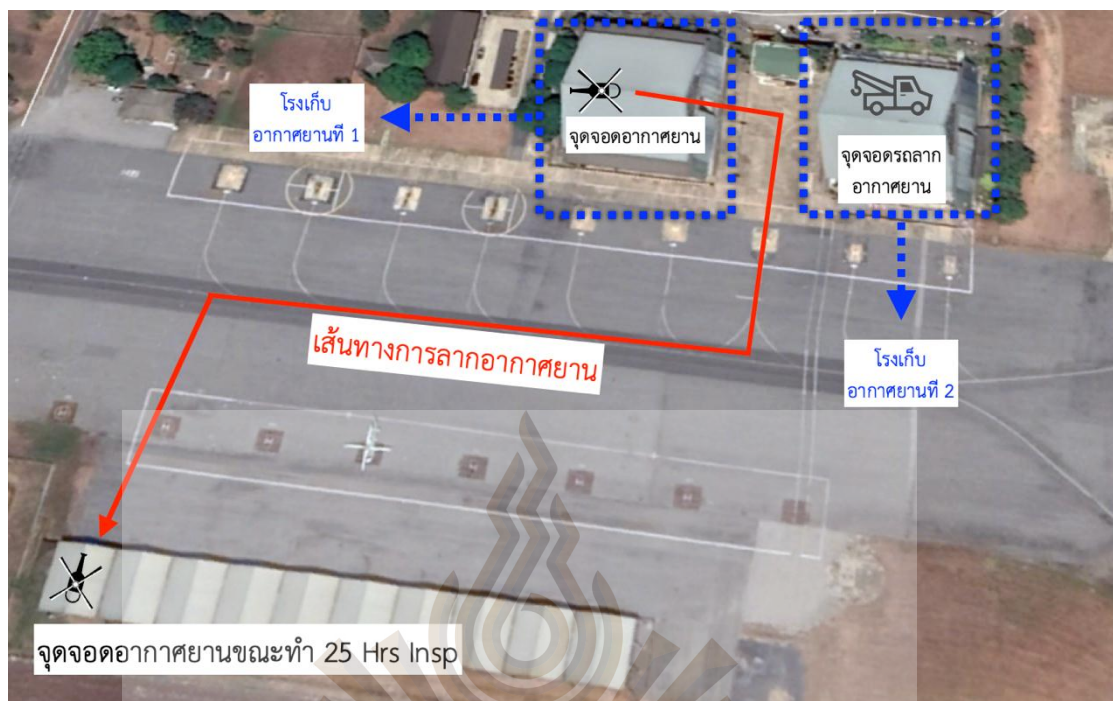 โรงเก็บ
อากาศยานที่ 1
จุดจอดอากาศยาน
จุดจอดรถลาก
อากาศยาน
เส้นทางการลากอากาศยาน
โรงเก็บ
อากาศยานที่ 2
จุดจอดอากาศยานขณะทำ 25 Hrs Insp